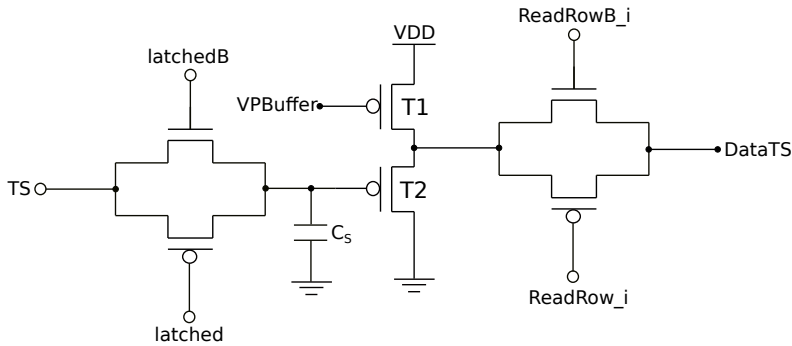 ReadRowB_i
VDD
latchedB
VPBuffer
T1
DataTS
TS
T2
CS
ReadRow_i
latched